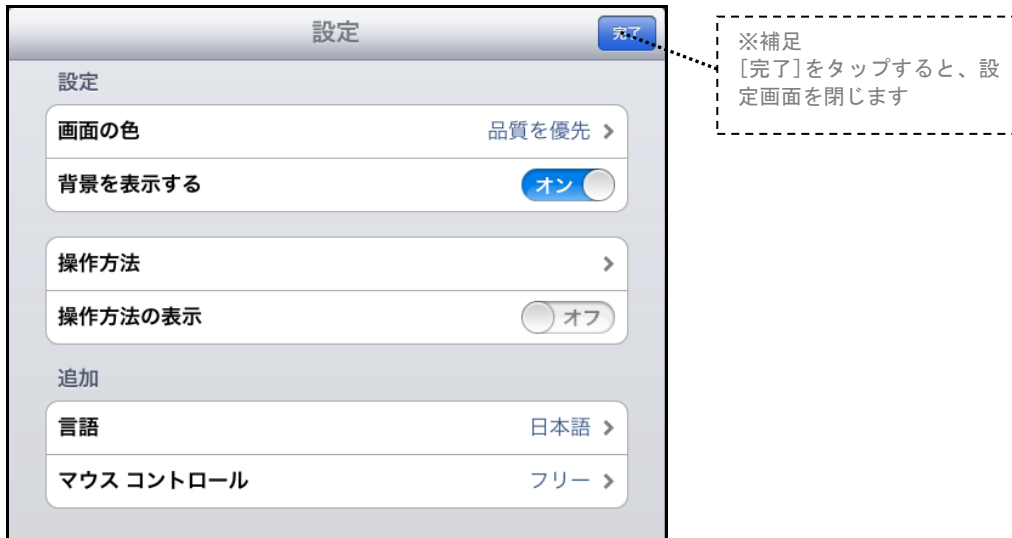 設定
完了
※補足
[完了]をタップすると、設
定画面を閉じます
設定
画面の色 品質を優先
背景を表示する オン
操作方法
操作方法の表示 オフ
追加
言語 日本語
マウス コントロール フリー